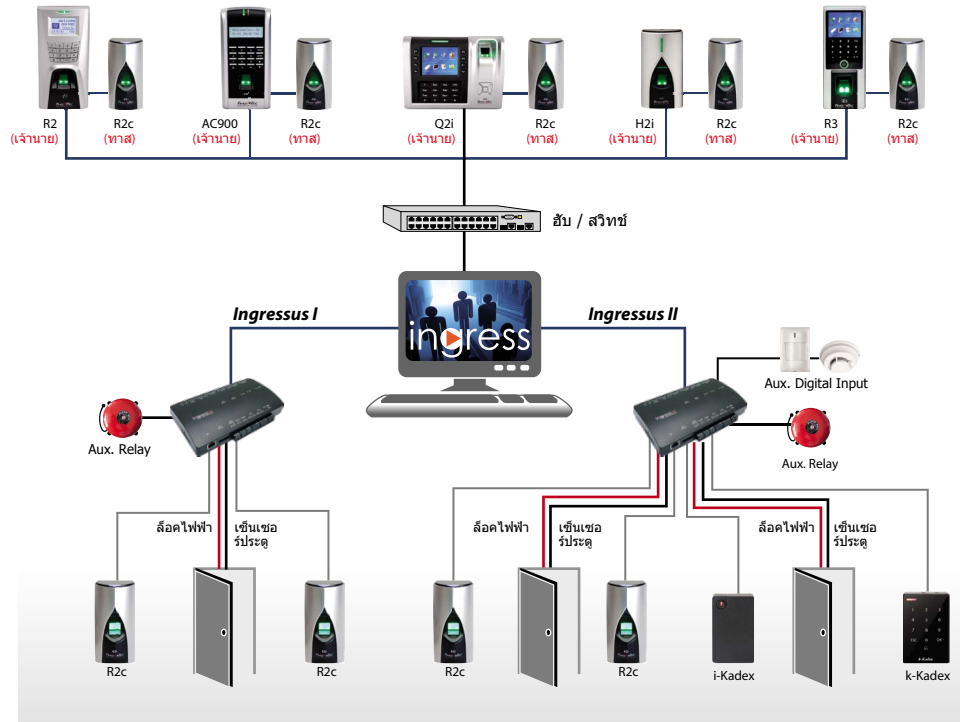 R2
(เจ้านาย)
R2c
(ทาส)
AC900
(เจ้านาย)
R2c
(ทาส)
Q2i
(เจ้านาย)
R2c
(ทาส)
H2i
(เจ้านาย)
R2c
(ทาส)
R3
(เจ้านาย)
R2c
(ทาส)
ฮับ / สวิทช์
Ingressus I
ingress
Ingressus II
Aux. Digital Input
Aux. Relay
Aux. Relay
ล็อคไฟฟ้า
เซ็นเซอ
ร์ประตู
ล็อคไฟฟ้า
เซ็นเซอ
ร์ประตู
ล็อคไฟฟ้า
เซ็นเซอ
ร์ประตู
R2c
R2c
R2c
R2c
i-Kadex
k-Kadex